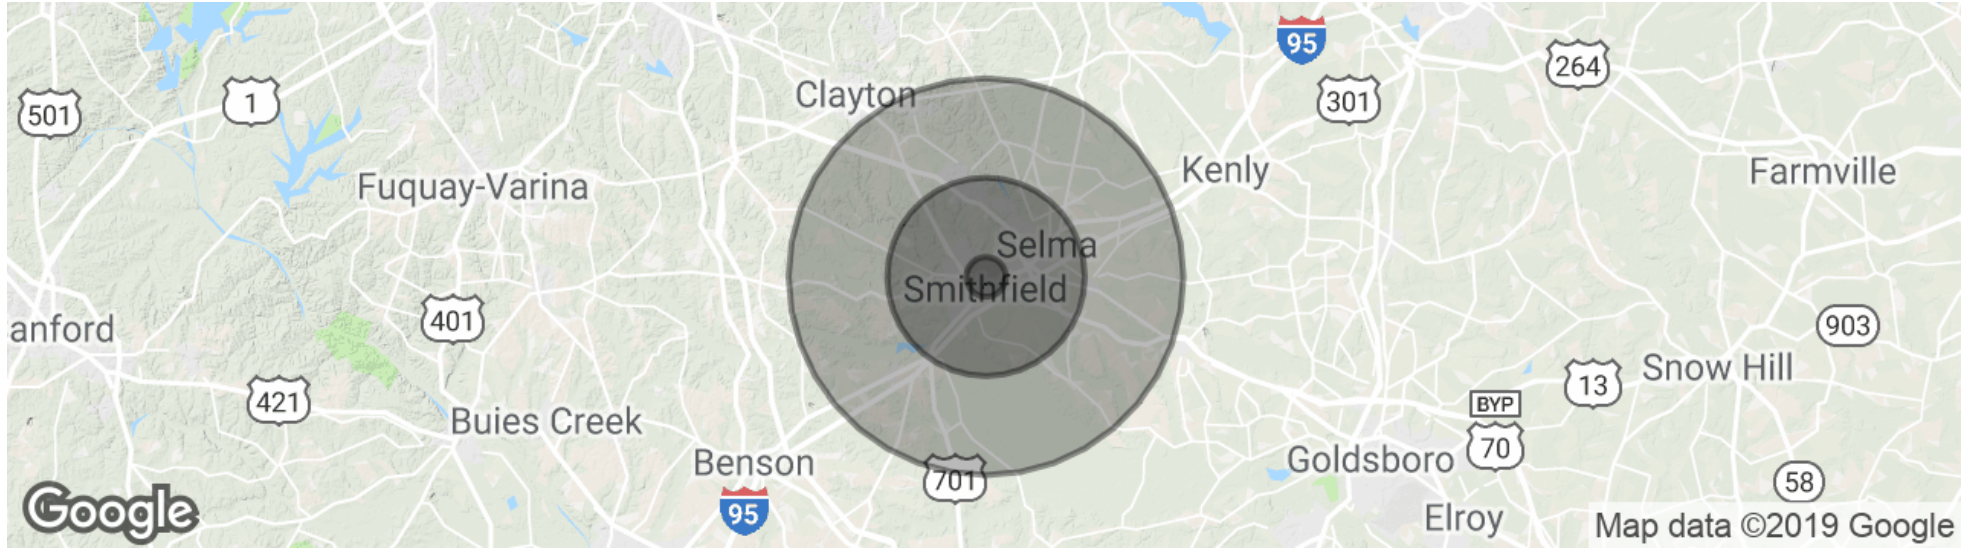 95
264
501
1
Clayton
301
Kenly
Farmville
Fuquay-Varina
Selma
Smithfield
anford
401
903
Snow Hill
13
421
BYP
70
Buies Creek
Benson
Goldsboro
701
58
Google
95
Elroy
Map data ©2019 Google